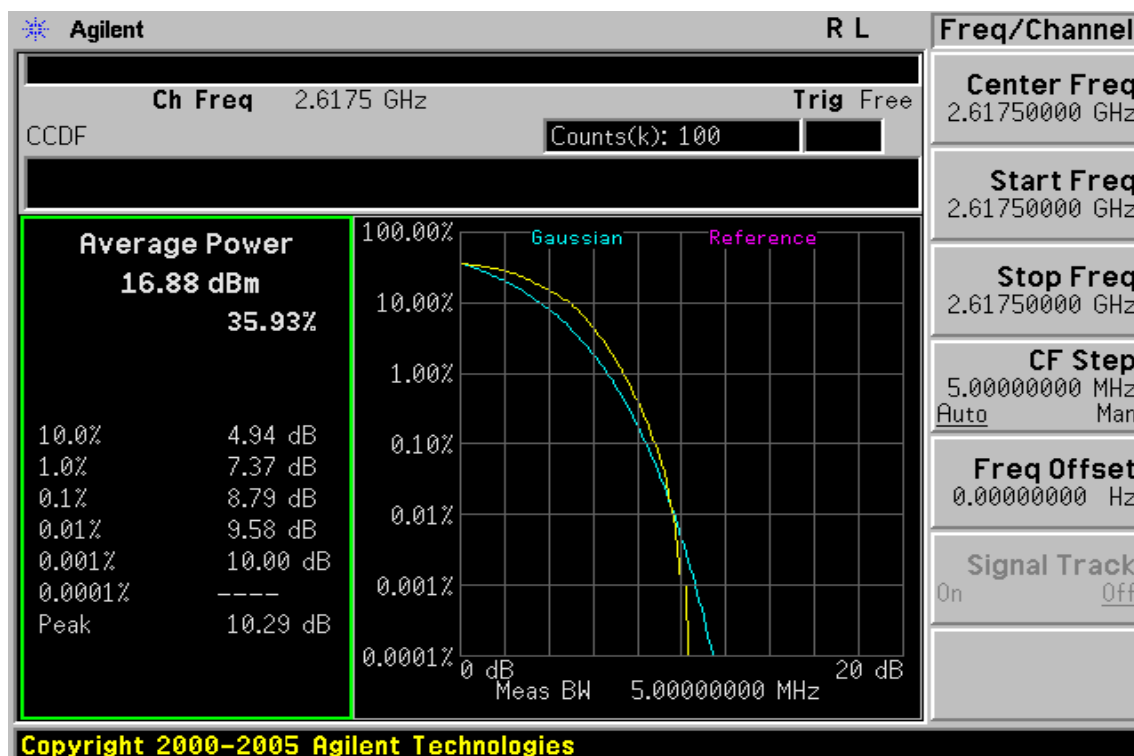 Agilent R L
Ch Freq 2.6175 GHz Trig Free
CCDF Counts(k): 100
Average Power
16.88 dBm
35.93%
10.0% 4.94 dB
1.0% 7.37 dB
0.1% 8.79 dB
0.01% 9.58 dB
0.001% 10.00 dB
0.0001% ----
Peak 10.29 dB
Gaussian Reference
100.00%
10.00%
1.00%
0.10%
0.01%
0.001%
0.0001%
0 dB 20 dB
Meas BW 5.00000000 MHz
Freq/Channel
Center Freq
2.61750000 GHz
Start Freq
2.61750000 GHz
Stop Freq
2.61750000 GHz
CF Step
5.00000000 MHz
Auto Man
Freq Offset
0.00000000 Hz
Signal Track
On Off
Copyright 2000-2005 Agilent Technologies